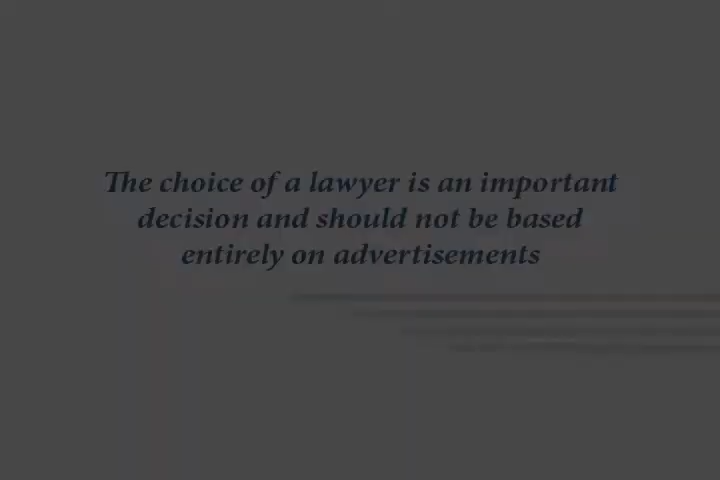 The choice of a lawyer is an important
decision and should not be based
entirely on advertisements